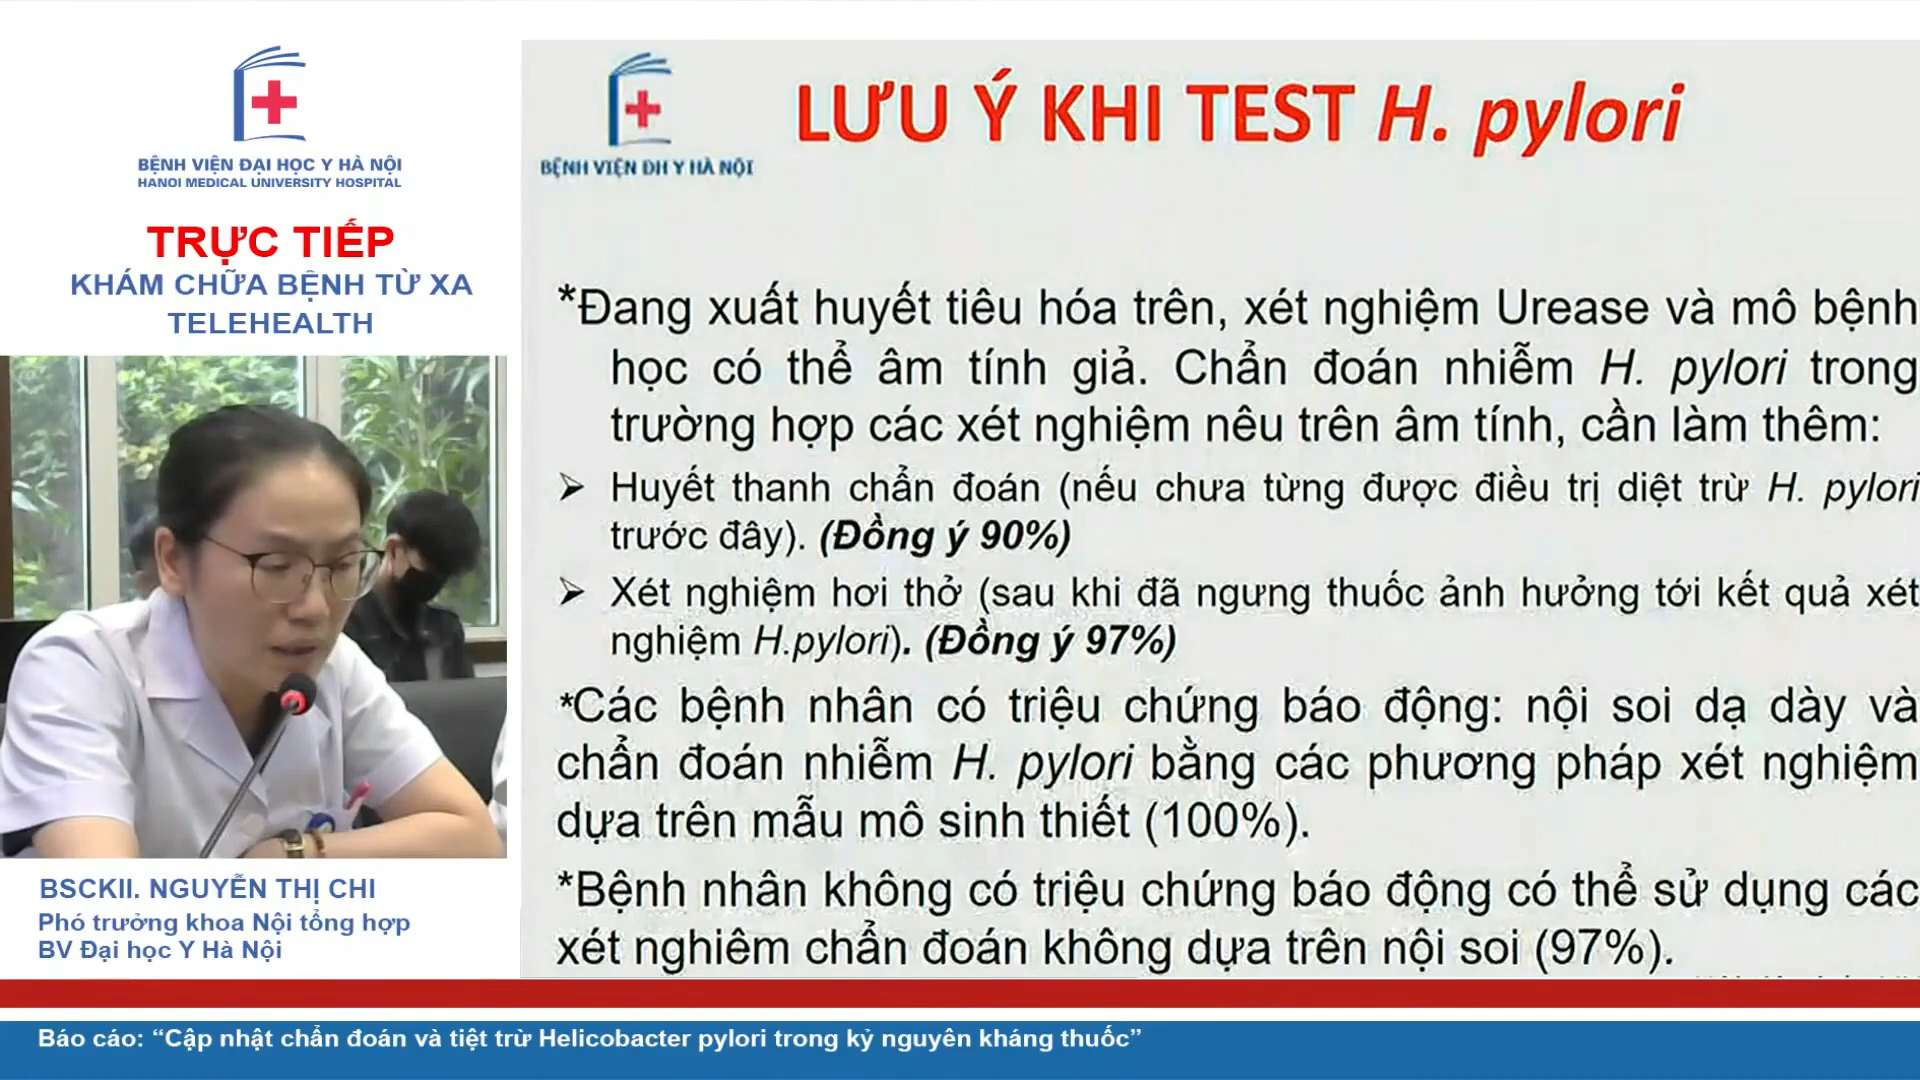 BỆNH VIỆN ĐẠI HỌC Y HÀ NỘI
HANOI MEDICAL UNIVERSITY HOSPITAL
TRỰC TIẾP
KHÁM CHỮA BỆNH TỪ XA
TELEHEALTH
BSCKII. NGUYỄN THỊ CHI
Phó trưởng khoa Nội tổng hợp
BV Đại học Y Hà Nội
BỆNH VIỆN ĐH Y HÀ NỘI
LƯU Ý KHI TEST H. pylori
*Đang xuất huyết tiêu hóa trên, xét nghiệm Urease và mô bệnh
học có thể âm tính giả. Chẩn đoán nhiễm H. pylori trong
trường hợp các xét nghiệm nêu trên âm tính, cần làm thêm:
➢ Huyết thanh chẩn đoán (nếu chưa từng được điều trị diệt trừ H. pylori
trước đây). (Đồng ý 90%)
➢ Xét nghiệm hơi thở (sau khi đã ngưng thuốc ảnh hưởng tới kết quả xét
nghiệm H.pylori). (Đồng ý 97%)
*Các bệnh nhân có triệu chứng báo động: nội soi dạ dày và
chẩn đoán nhiễm H. pylori bằng các phương pháp xét nghiệm
dựa trên mẫu mô sinh thiết (100%).
*Bệnh nhân không có triệu chứng báo động có thể sử dụng các
xét nghiêm chẩn đoán không dựa trên nội soi (97%).
Báo cáo: “Cập nhật chẩn đoán và tiệt trừ Helicobacter pylori trong kỷ nguyên kháng thuốc”